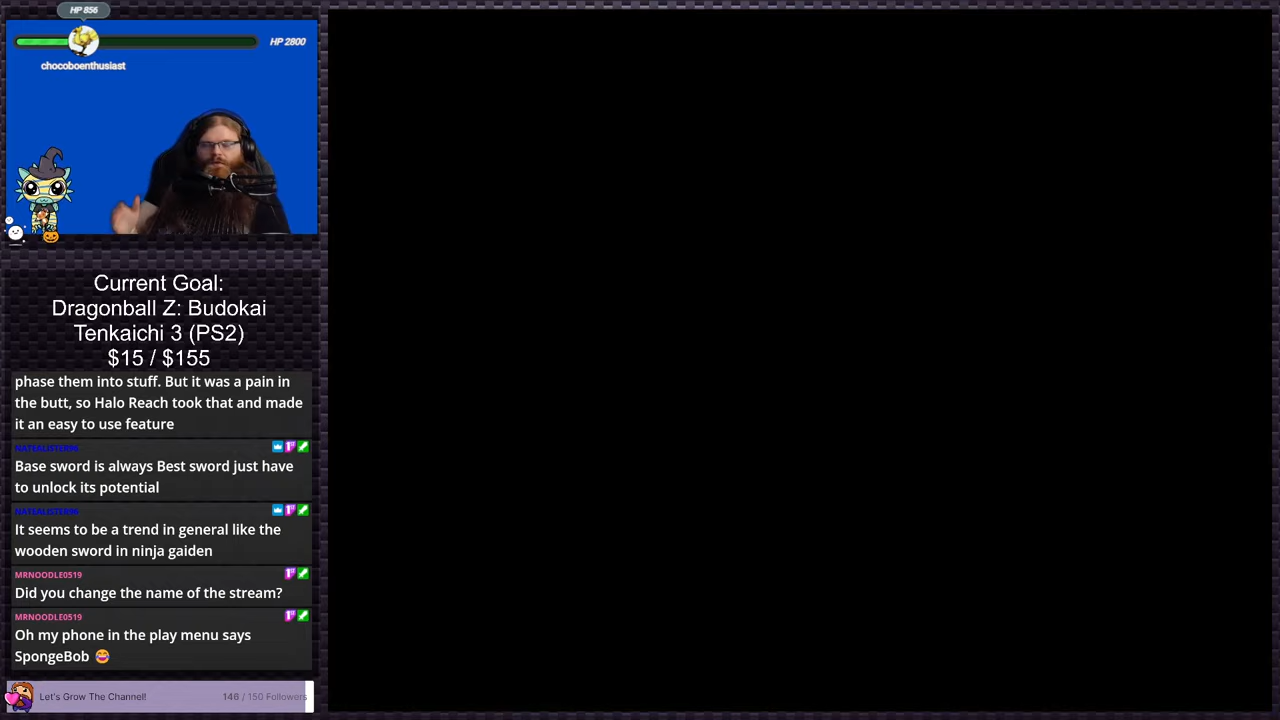 HP 856
HP 2800
chocoboenthusiast
Current Goal:
Dragonball Z: Budokai
Tenkaichi 3 (PS2)
$15 / $155
phase them into stuff. But it was a pain in
the butt, so Halo Reach took that and made
it an easy to use feature
Base sword is always Best sword just have
to unlock its potential
It seems to be a trend in general like the
wooden sword in ninja gaiden
MRNOODLE0519
Did you change the name of the stream?
MRNOODLE0519
Oh my phone in the play menu says
SpongeBob 😂
Let's Grow The Channel! 146 / 150 Followers